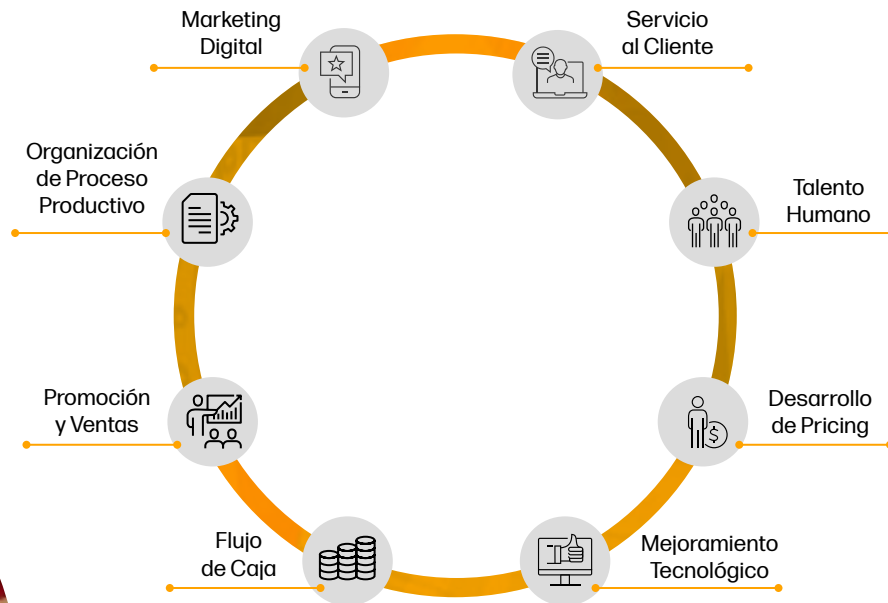 Marketing
Digital
Servicio
al Cliente
Organización
de Proceso
Productivo
Talento
Humano
Promoción
y Ventas
Desarrollo
de Pricing
Flujo
de Caja
Mejoramiento
Tecnológico
$